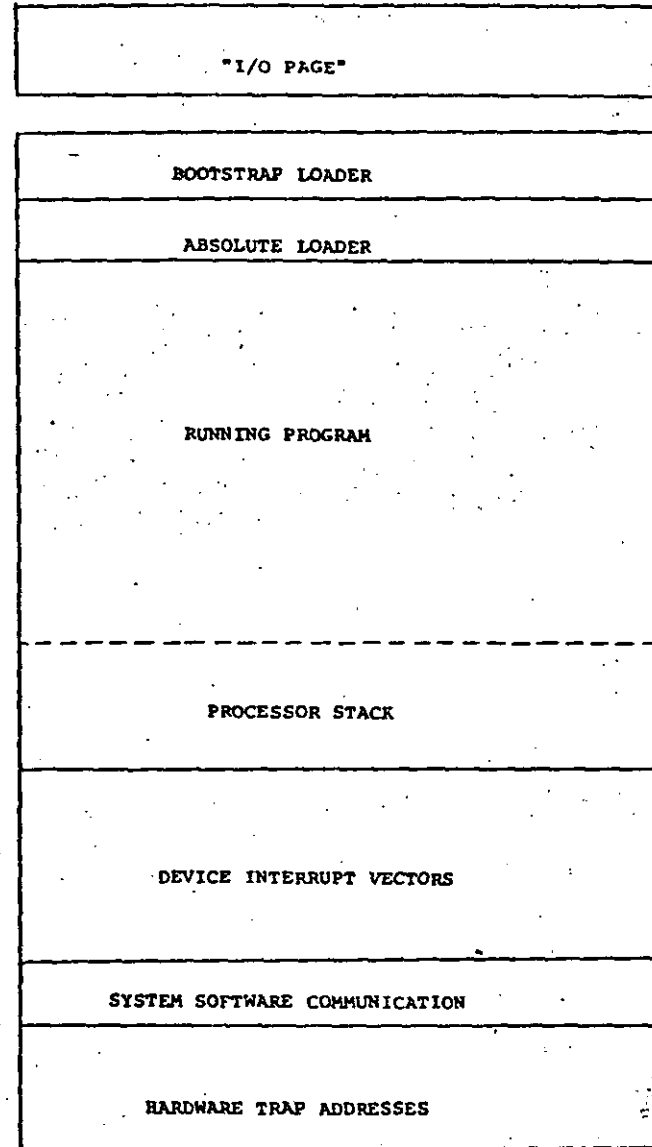 "I/O PAGE"
BOOTSTRAP LOADER
ABSOLUTE LOADER
RUNNING PROGRAM
PROCESSOR STACK
DEVICE INTERRUPT VECTORS
SYSTEM SOFTWARE COMMUNICATION
HARDWARE TRAP ADDRESSES